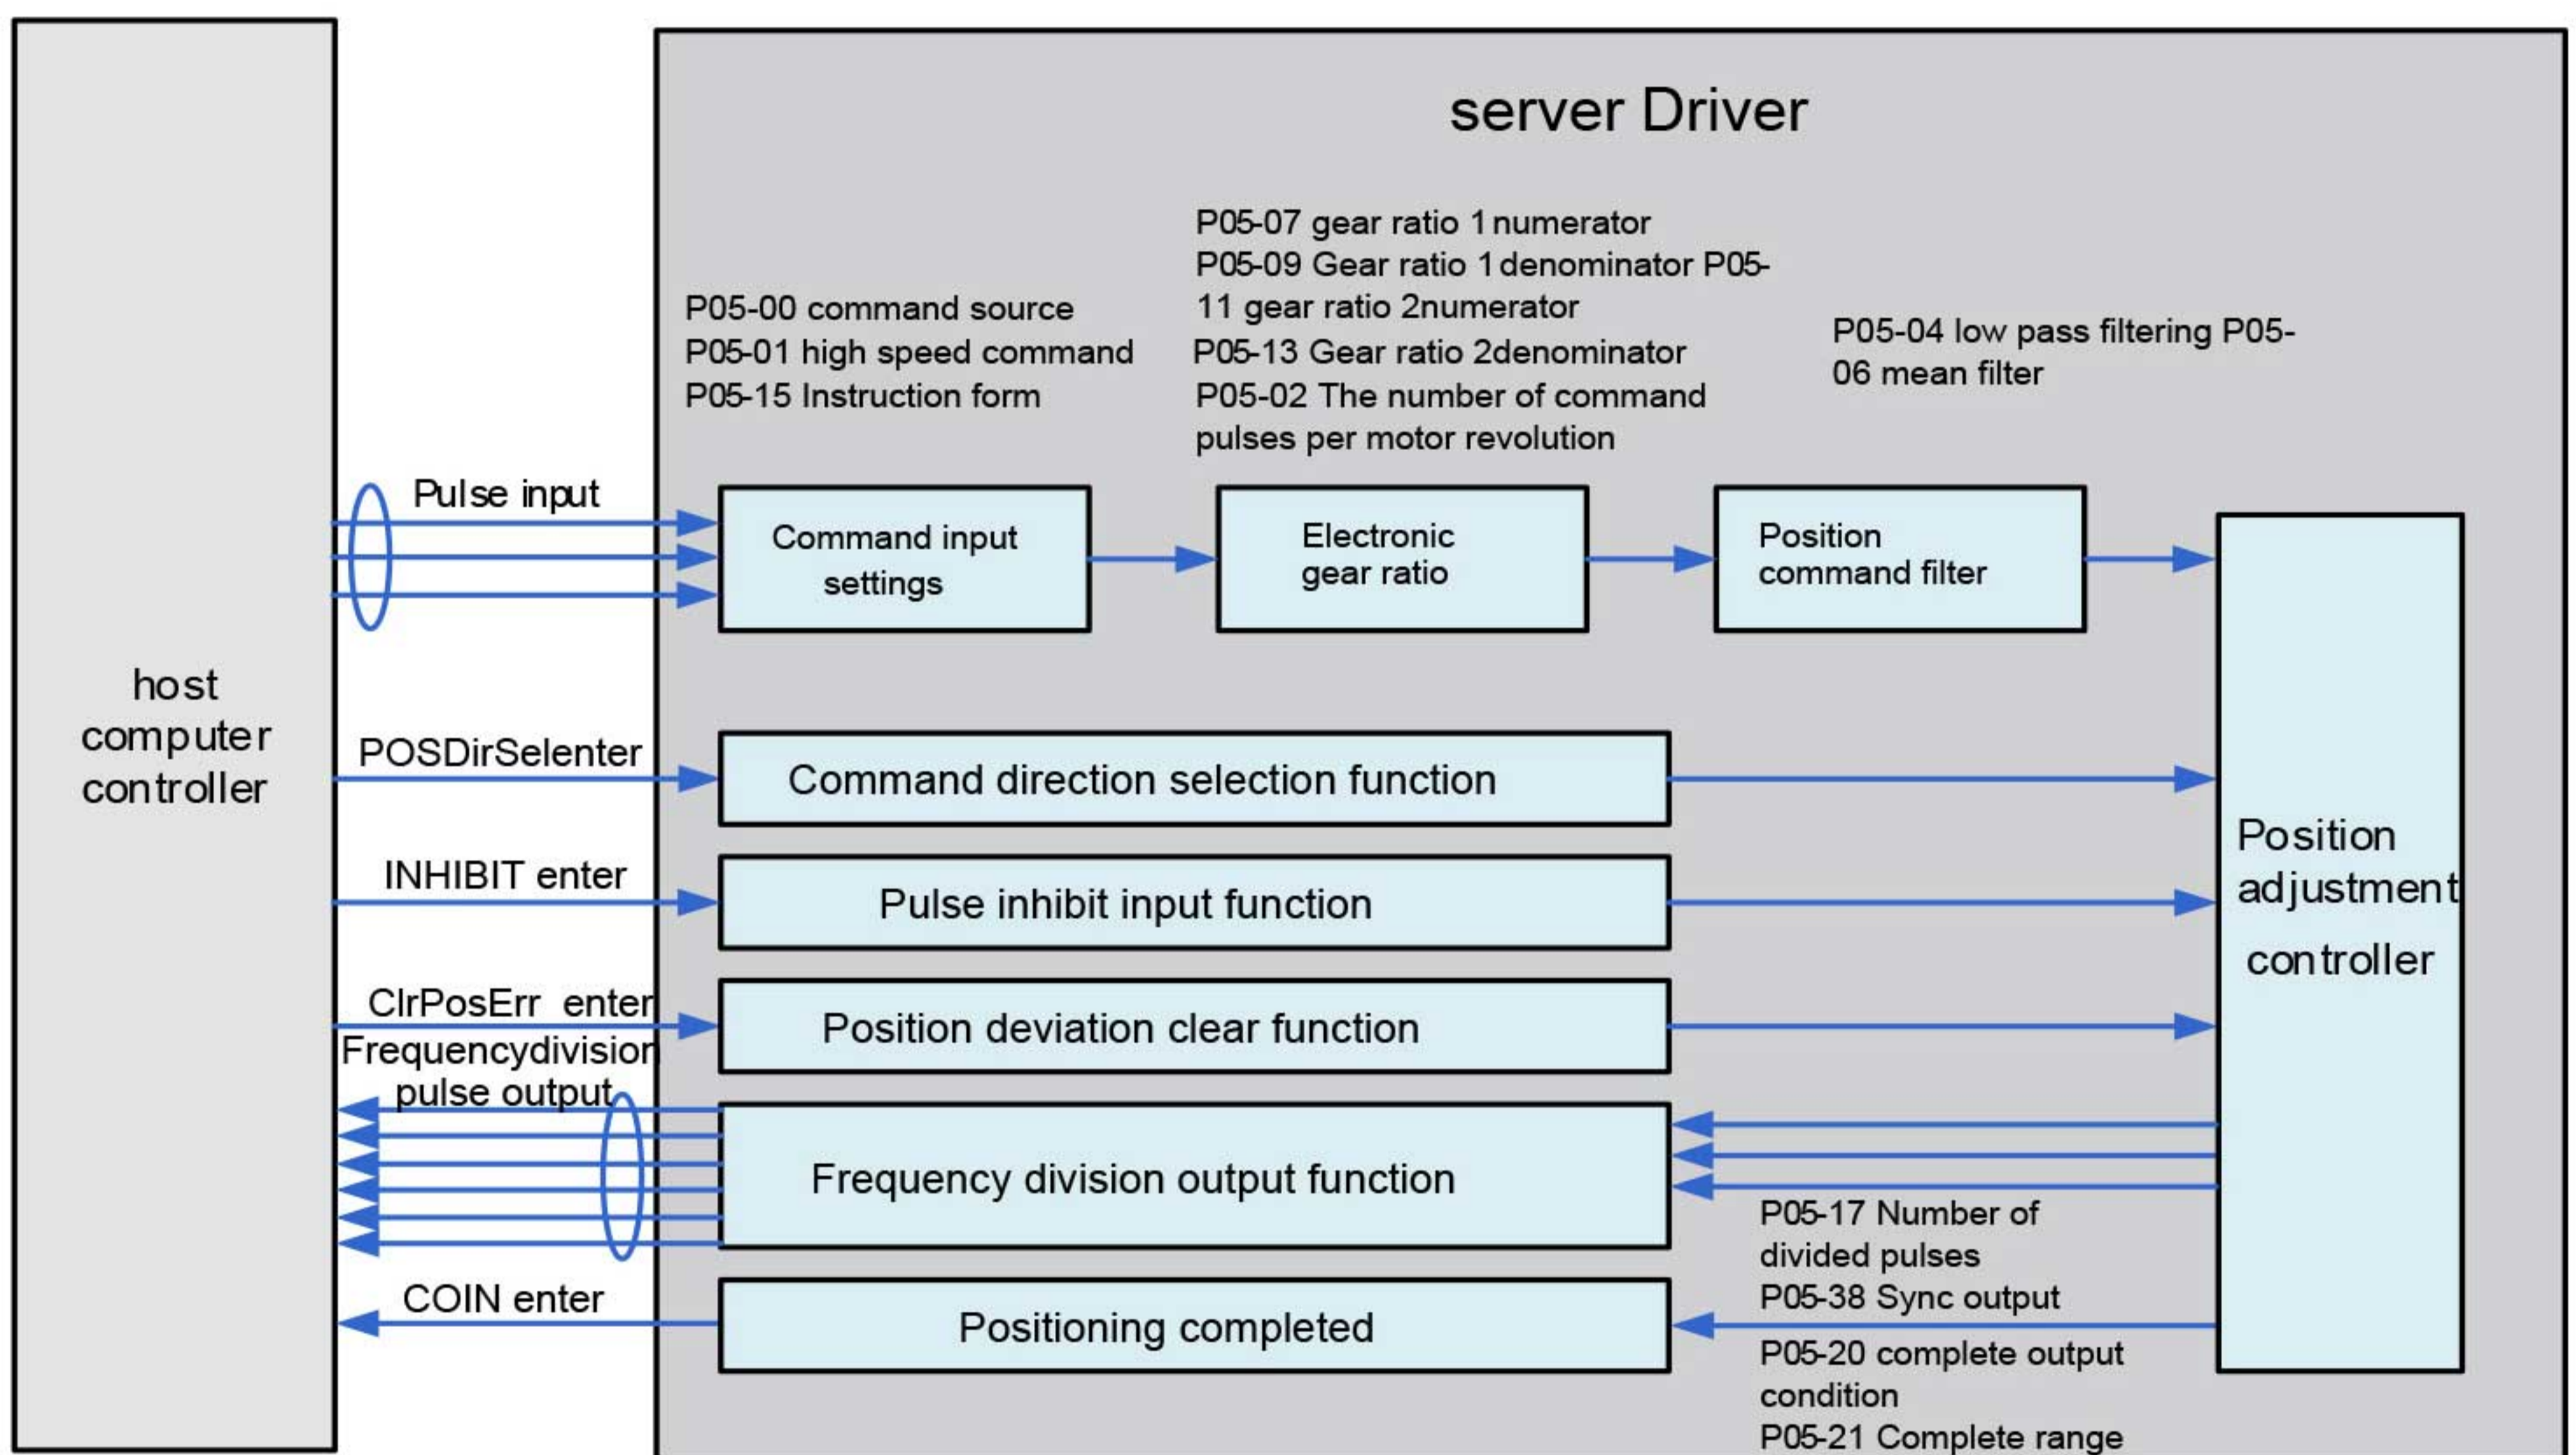 server Driver
P05-07 gear ratio 1 numerator
P05-09 Gear ratio 1 denominator P05-
11 gear ratio 2numerator
P05-13 Gear ratio 2denominator
P05-02 The number of command
pulses per motor revolution
P05-00 command source
P05-01 high speed command
P05-15 Instruction form
P05-04 low pass filtering P05-
06 mean filter
Pulse input
Command input
settings
Electronic
gear ratio
Position
command filter
host
computer
controller
POSDirSelenter
Command direction selection function
INHIBIT enter
Pulse inhibit input function
Position
adjustment
controller
ClrPosErr enter
Position deviation clear function
Frequencydivision
pulse output
Frequency division output function
P05-17 Number of
divided pulses
P05-38 Sync output
COIN enter
Positioning completed
P05-20 complete output
condition
P05-21 Complete range